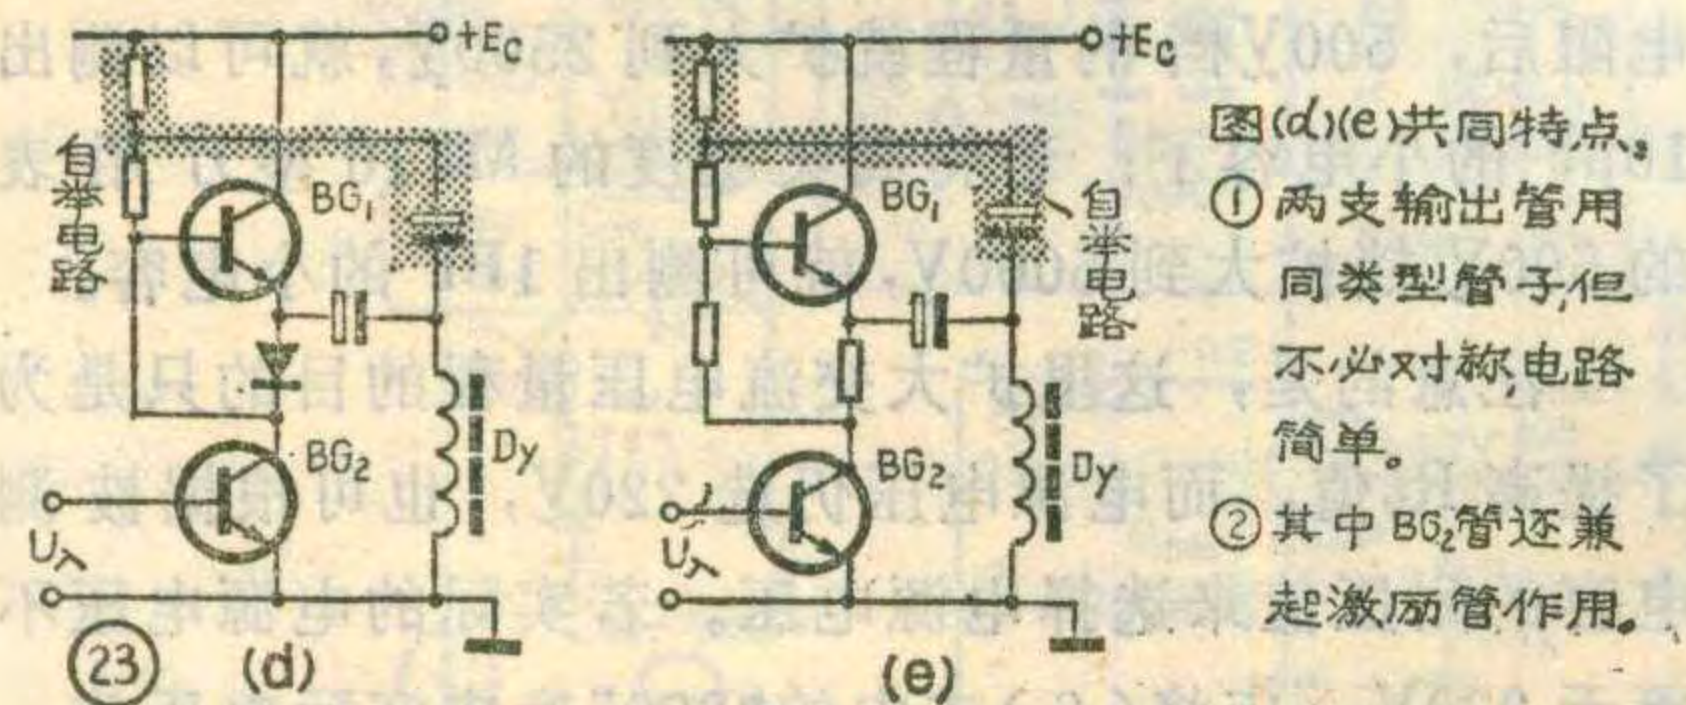 +Ec
自举电路
BG₁
BG₂
Dy
U入
23
(d)
+Ec
BG₁
自举电路
BG₂
Dy
U入
(e)
图(d)(e)共同特点。
①两支输出管用
同类型管子,但
不必对称,电路
简单。
②其中BG₂管还兼
起激励管作用。